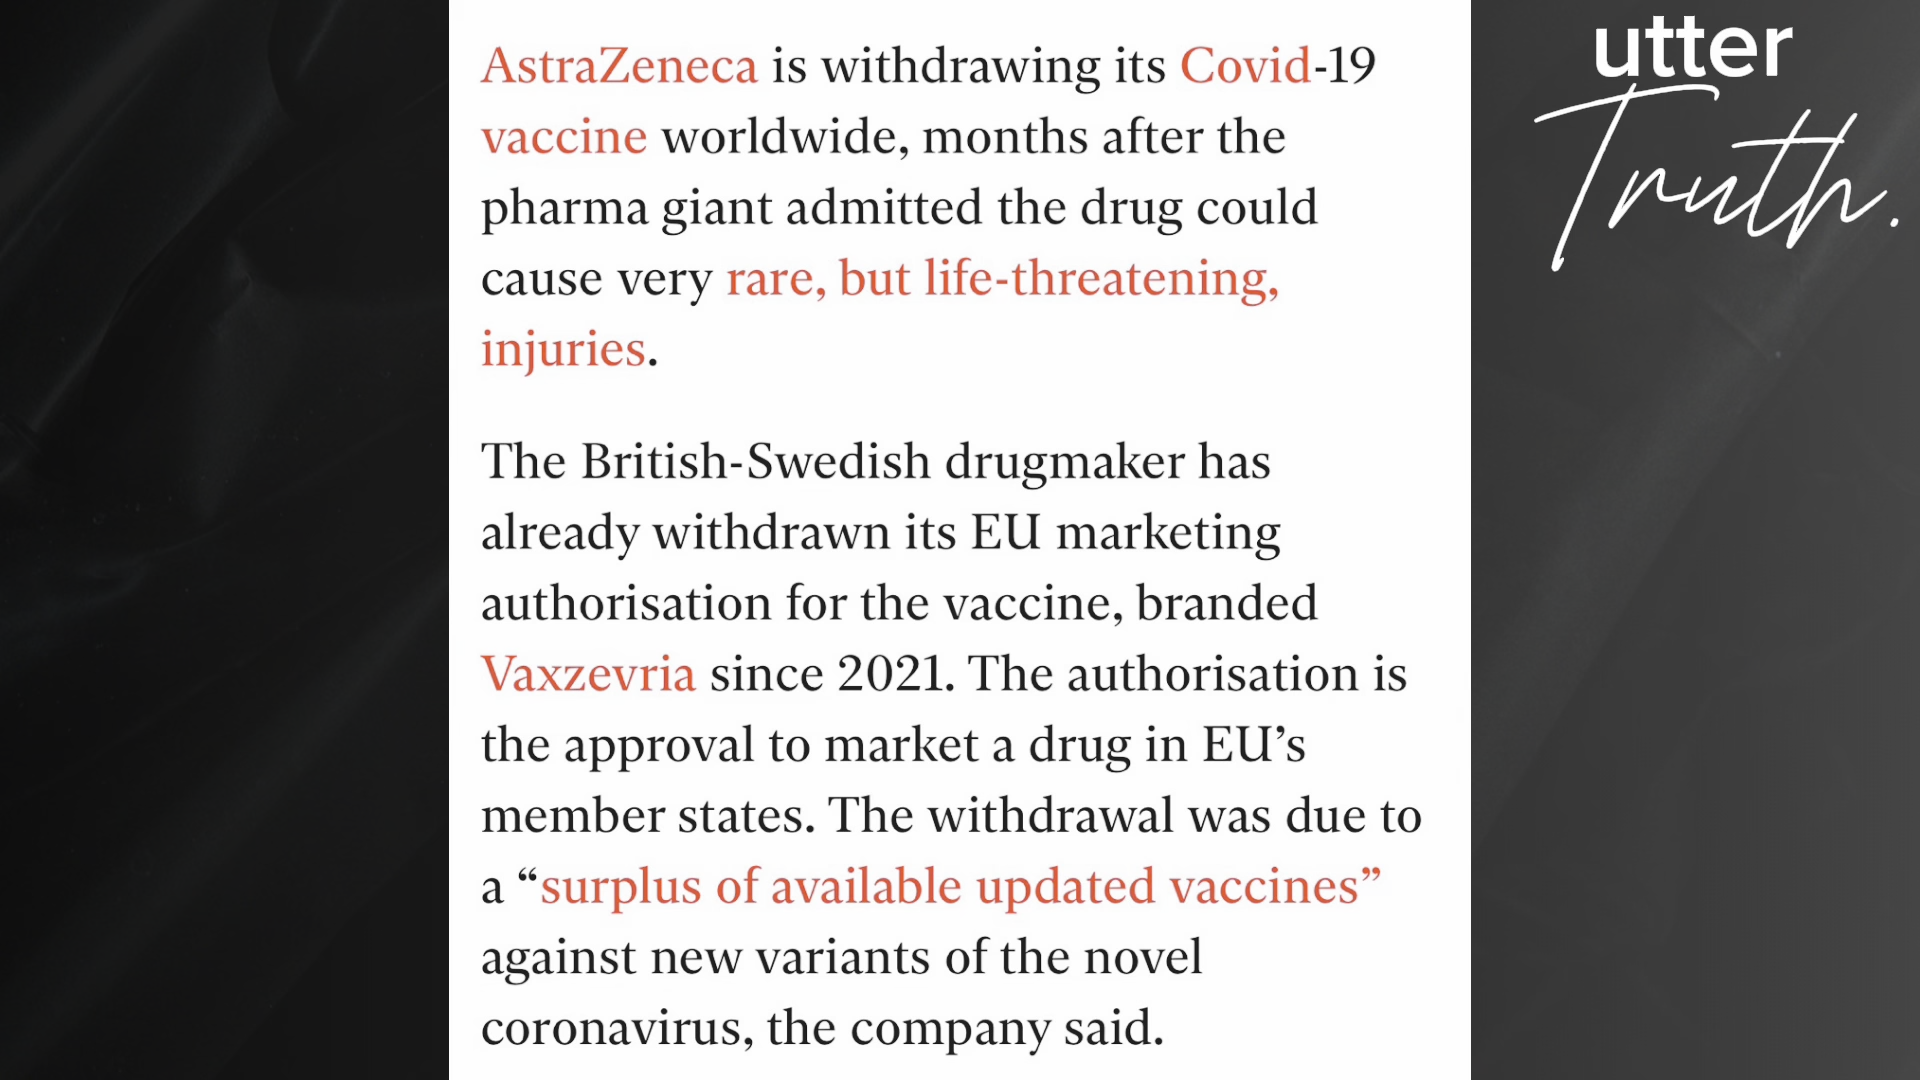 utter
Truth.
AstraZeneca is withdrawing its Covid-19
vaccine worldwide, months after the
pharma giant admitted the drug could
cause very rare, but life-threatening,
injuries.
The British-Swedish drugmaker has
already withdrawn its EU marketing
authorisation for the vaccine, branded
Vaxzevria since 2021. The authorisation is
the approval to market a drug in EU’s
member states. The withdrawal was due to
a “surplus of available updated vaccines”
against new variants of the novel
coronavirus, the company said.